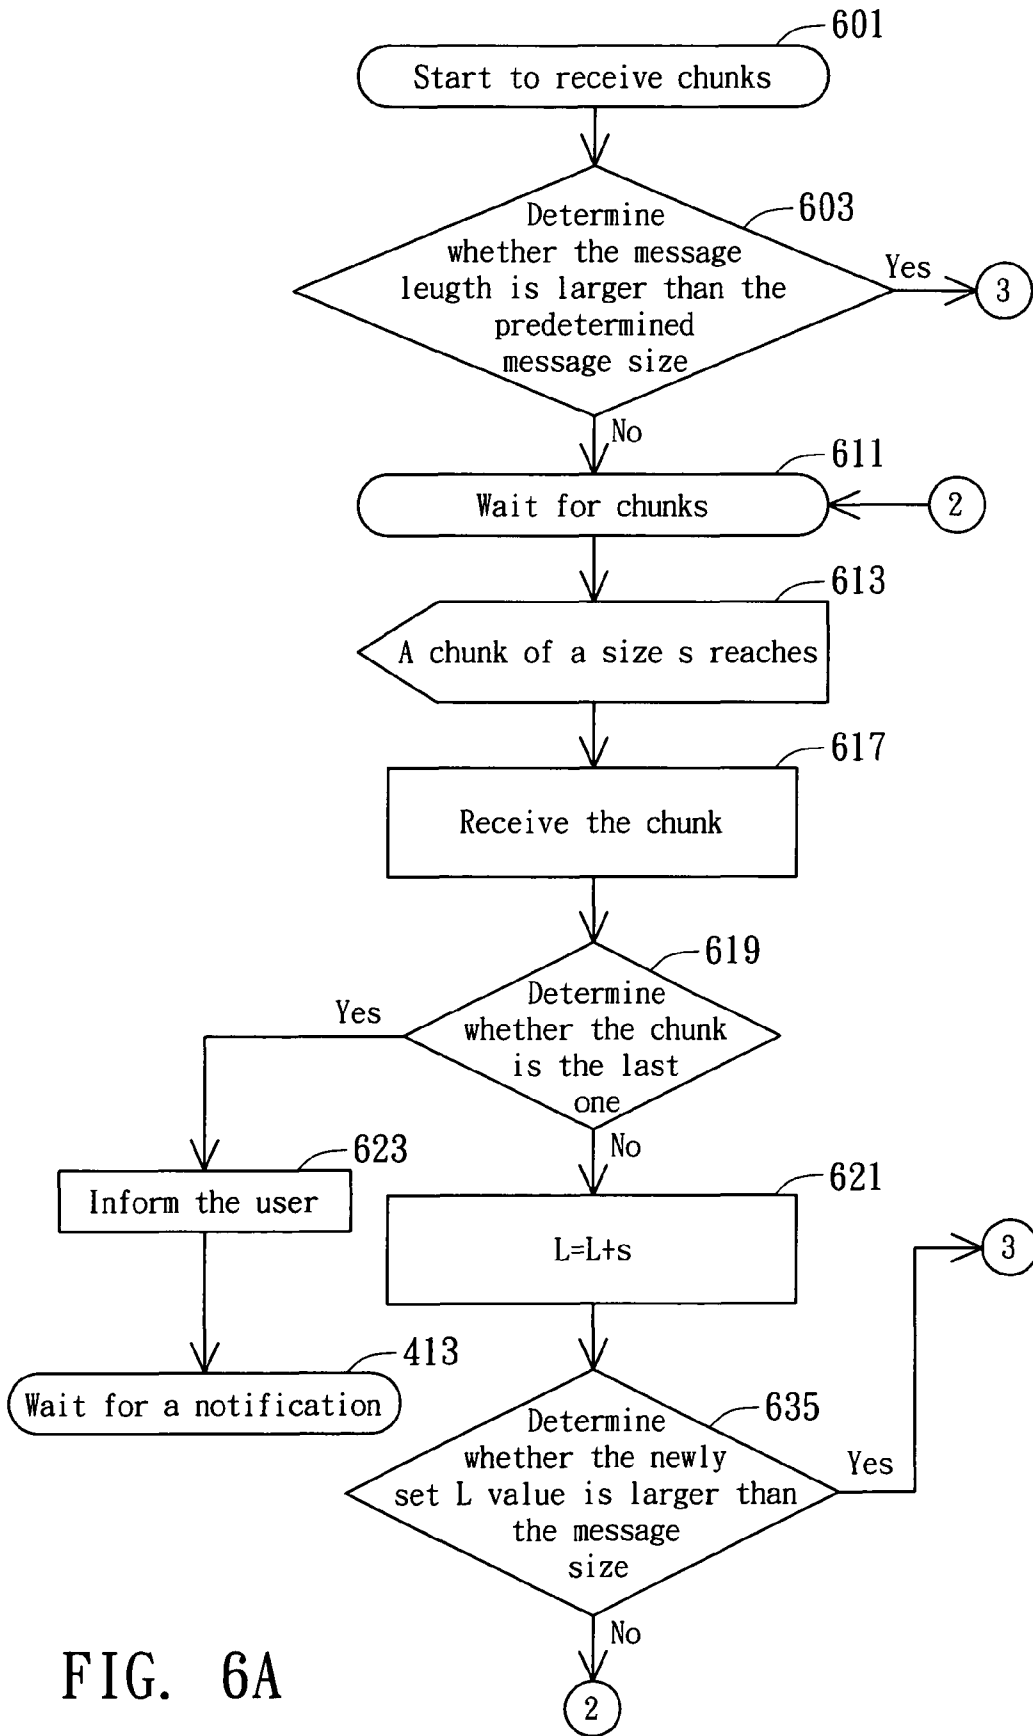 601
Start to receive chunks
603
Determine
whether the message
leugth is larger than the
predetermined
message size
Yes
3
No
611
Wait for chunks
2
613
A chunk of a size s reaches
617
Receive the chunk
619
Determine
whether the chunk
is the last
one
Yes
No
623
Inform the user
621
L=L+s
3
413
Wait for a notification
635
Determine
whether the newly
set L value is larger than
the message
size
Yes
No
2
FIG. 6A